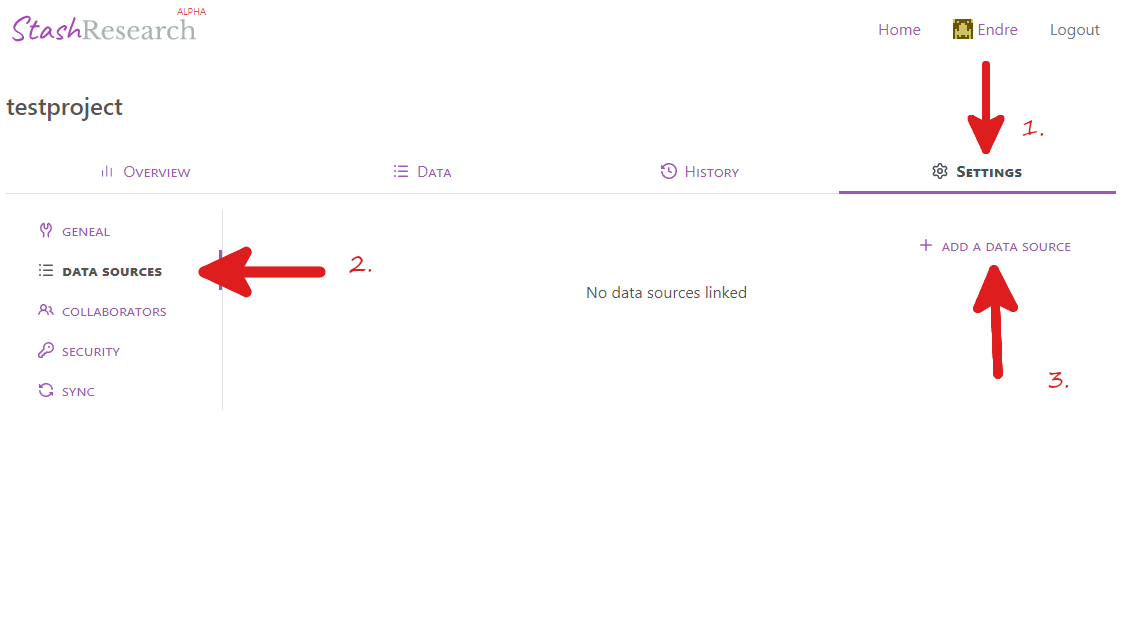 ALPHA
StashResearch
Home Endre Logout
testproject
1.
OVERVIEW DATA HISTORY SETTINGS
GENEAL
+ ADD A DATA SOURCE
DATA SOURCES
2.
No data sources linked
COLLABORATORS
SECURITY
3.
SYNC